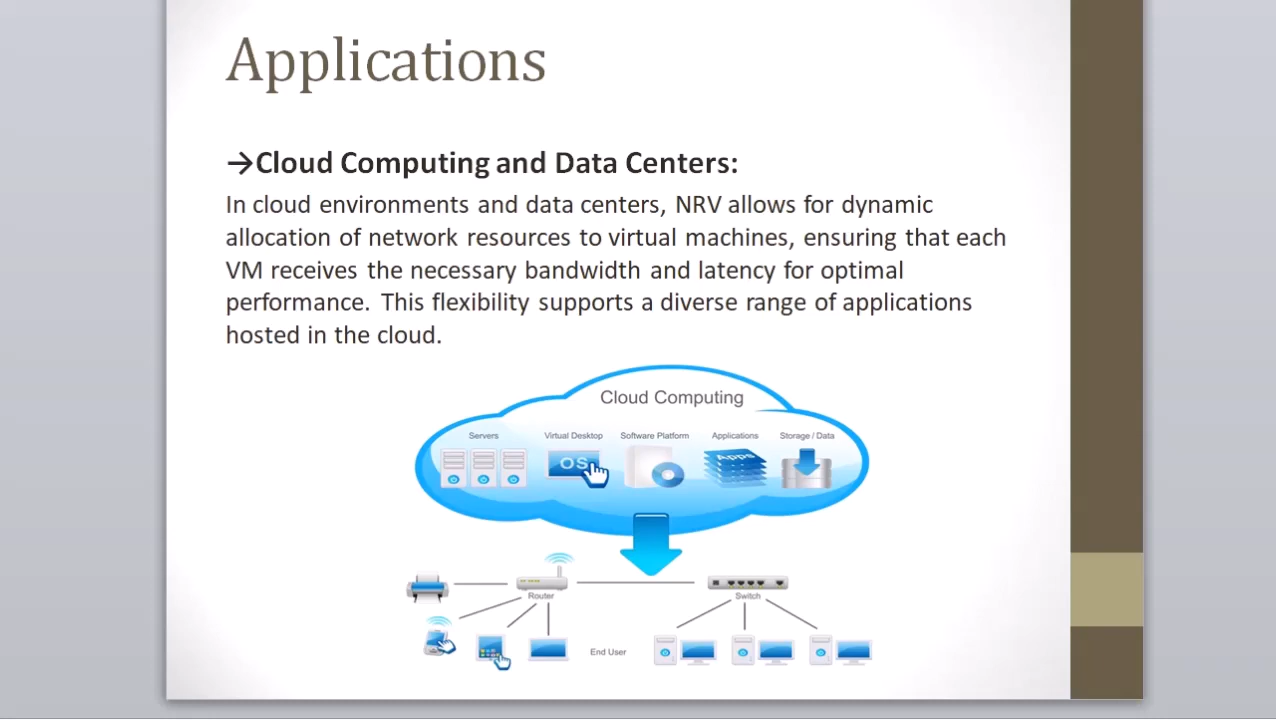 Applications
→Cloud Computing and Data Centers:
In cloud environments and data centers, NRV allows for dynamic
allocation of network resources to virtual machines, ensuring that each
VM receives the necessary bandwidth and latency for optimal
performance. This flexibility supports a diverse range of applications
hosted in the cloud.
Cloud Computing
Servers Virtual Desktop Software Platform Applications Storage / Data
OS Apps
Router Switch
End User